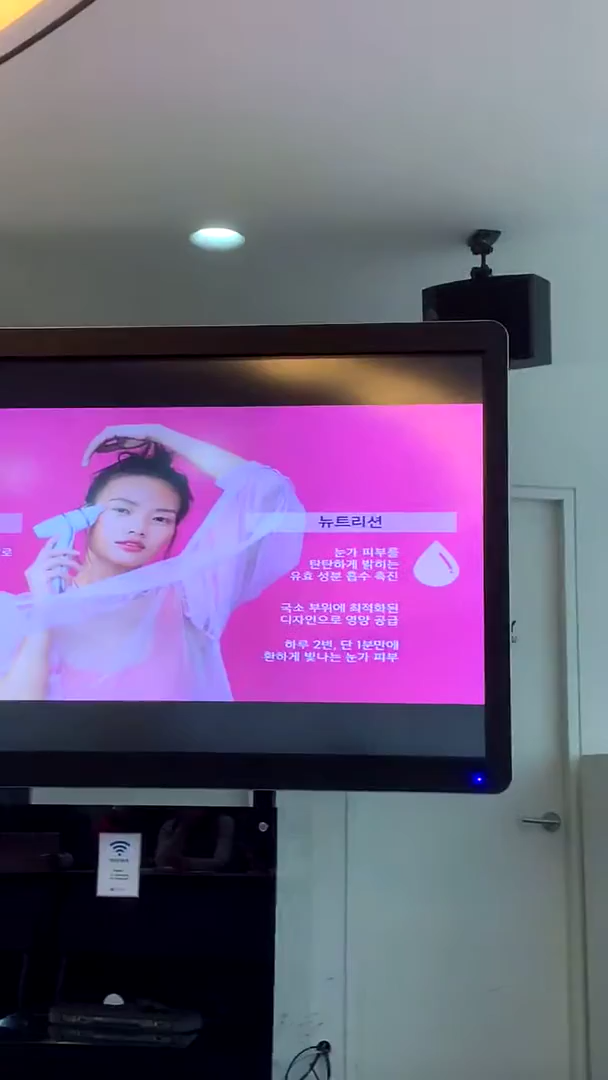 뉴트리션
로
눈가 피부를
탄탄하게 밝히는
유효 성분 흡수 촉진
국소 부위에 최적화된
디자인으로 영양 공급
하루 2번, 단 1분만에
환하게 빛나는 눈가 피부